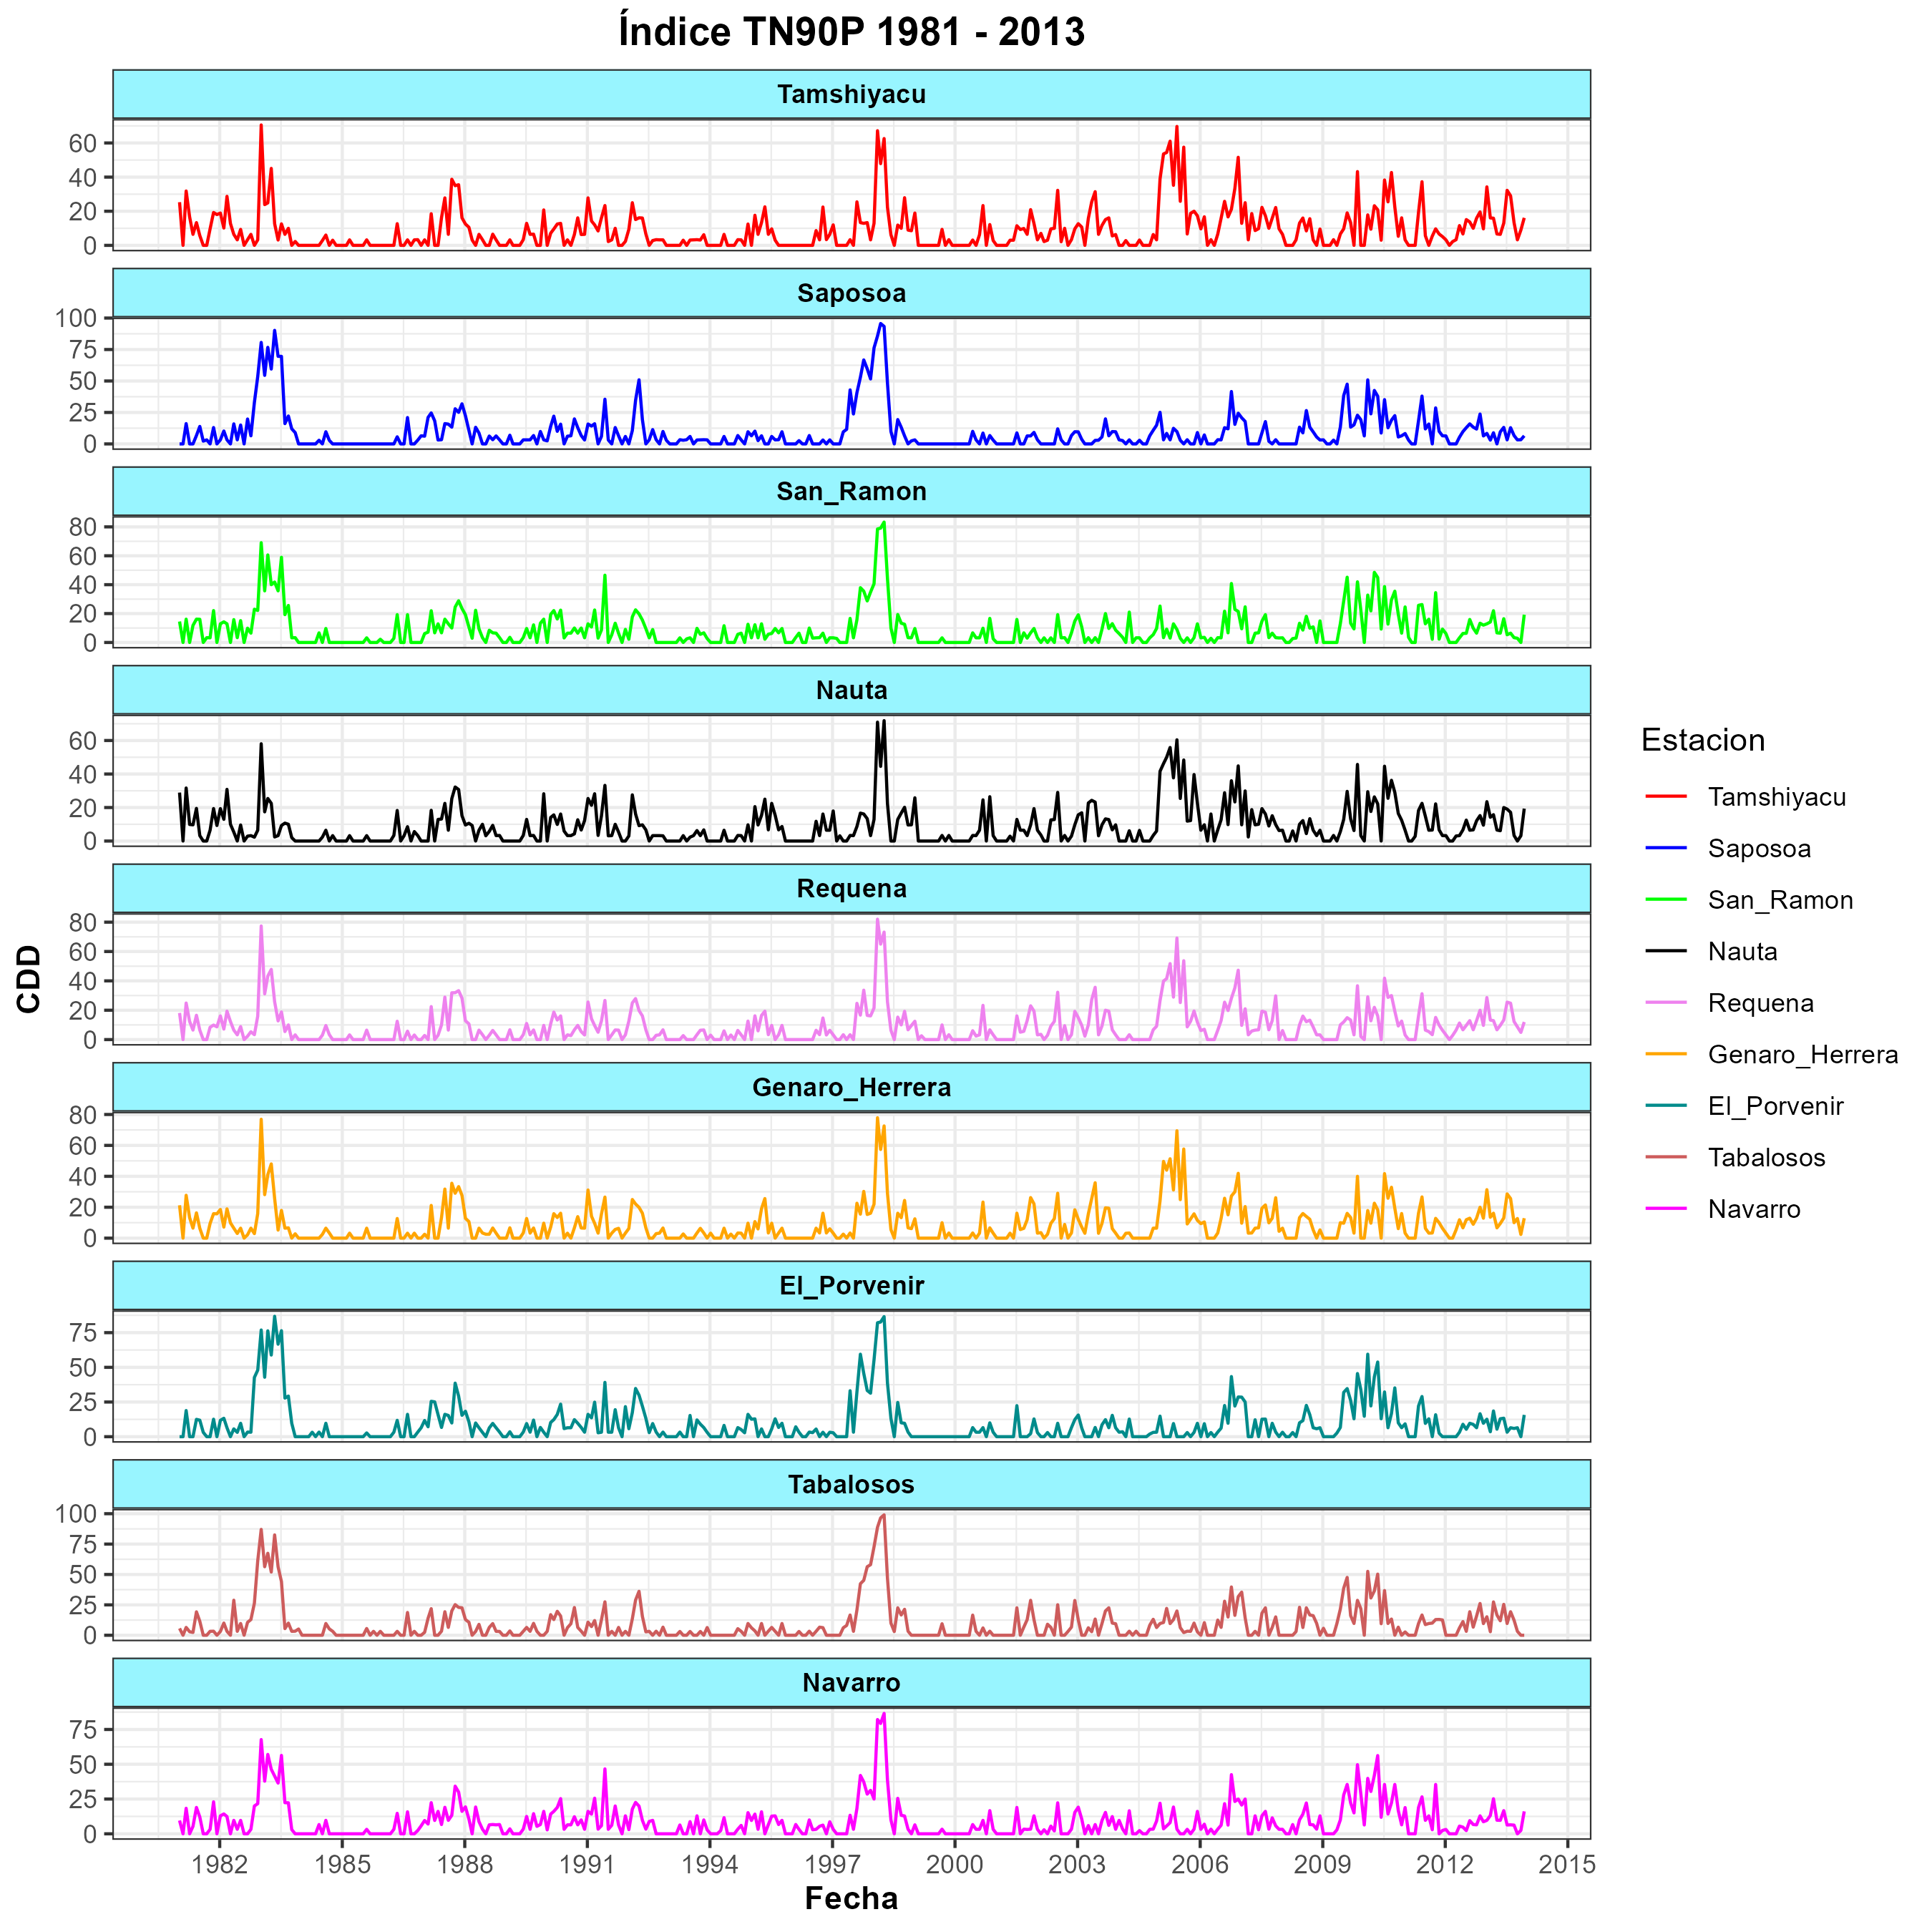 Índice TN90P 1981 - 2013
Tamshiyacu
60
40
20
0
Saposoa
100
75
50
25
0
San_Ramon
80
60
40
20
0
Nauta
60
40
20
0
Requena
80
60
40
20
0
Genaro_Herrera
80
60
40
20
0
El_Porvenir
75
50
25
0
Tabalosos
100
75
50
25
0
Navarro
75
50
25
0
1982 1985 1988 1991 1994 1997 2000 2003 2006 2009 2012 2015
Fecha
CDD
Estacion
Tamshiyacu
Saposoa
San_Ramon
Nauta
Requena
Genaro_Herrera
El_Porvenir
Tabalosos
Navarro